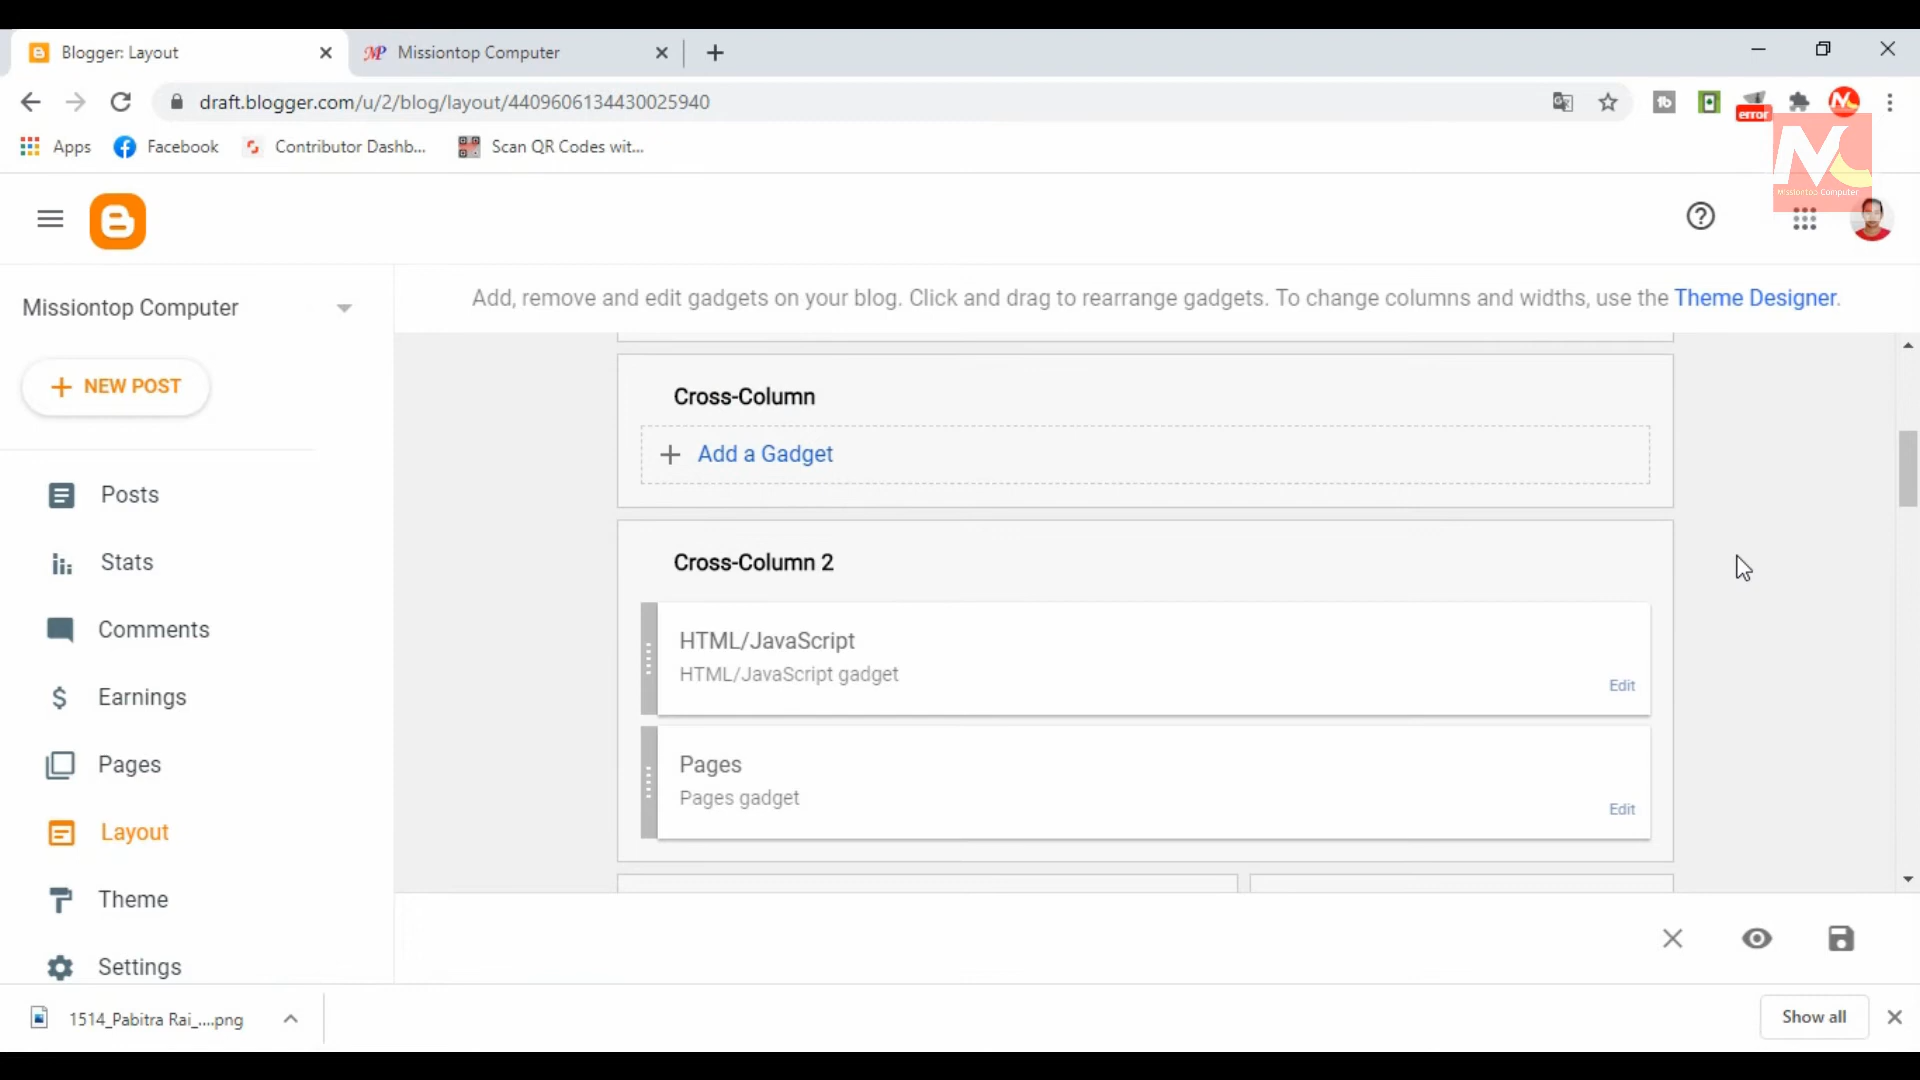 Blogger: Layout
Missiontop Computer
draft.blogger.com/u/2/blog/layout/4409606134430025940
error
Apps
Facebook
Contributor Dashb...
Scan QR Codes wit...
Missiontop Computer
Missiontop Computer
Add, remove and edit gadgets on your blog. Click and drag to rearrange gadgets. To change columns and widths, use the Theme Designer.
NEW POST
Posts
Stats
Comments
Earnings
Pages
Layout
Theme
Settings
Cross-Column
Add a Gadget
Cross-Column 2
HTML/JavaScript
HTML/JavaScript gadget
Edit
Pages
Pages gadget
Edit
1514_Pabitra Rai_....png
Show all